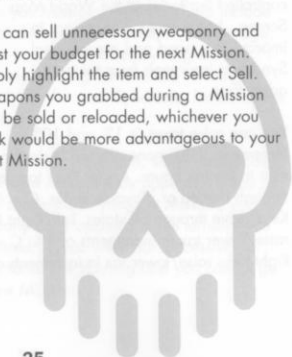 can sell unnecessary weaponry and
st your budget for the next Mission.
ply highlight the item and select Sell.
apons you grabbed during a Mission
be sold or reloaded, whichever you
k would be more advantageous to your
t Mission.
25